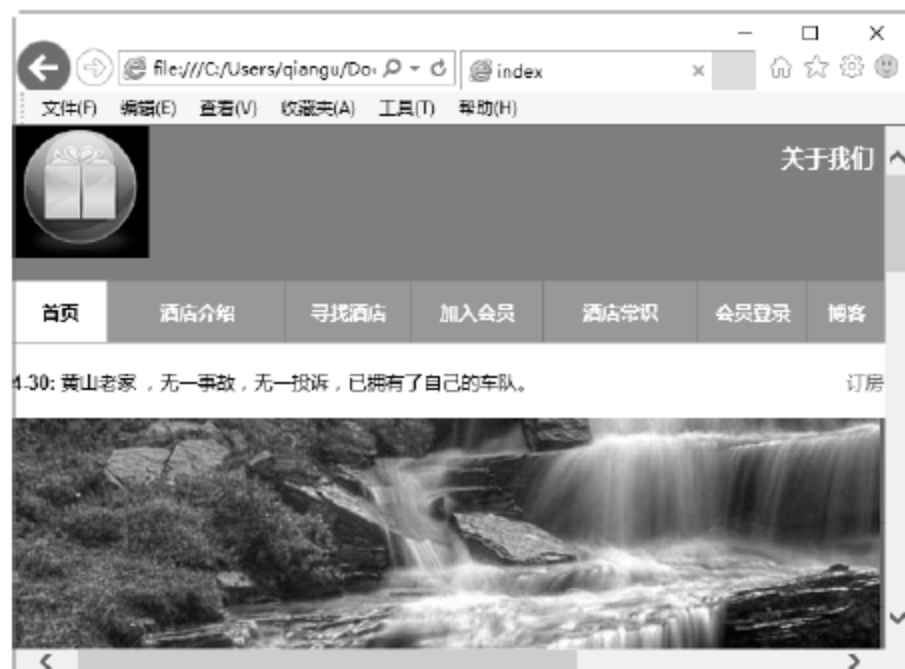 file:///C:/Users/qiangu/Do
index
文件(F) 编辑(E) 查看(V) 收藏夹(A) 工具(T) 帮助(H)
关于我们
首页 酒店介绍 寻找酒店 加入会员 酒店常识 会员登录 博客
4-30: 黄山老家 ，无一事故，无一投诉，已拥有了自己的车队。 订房